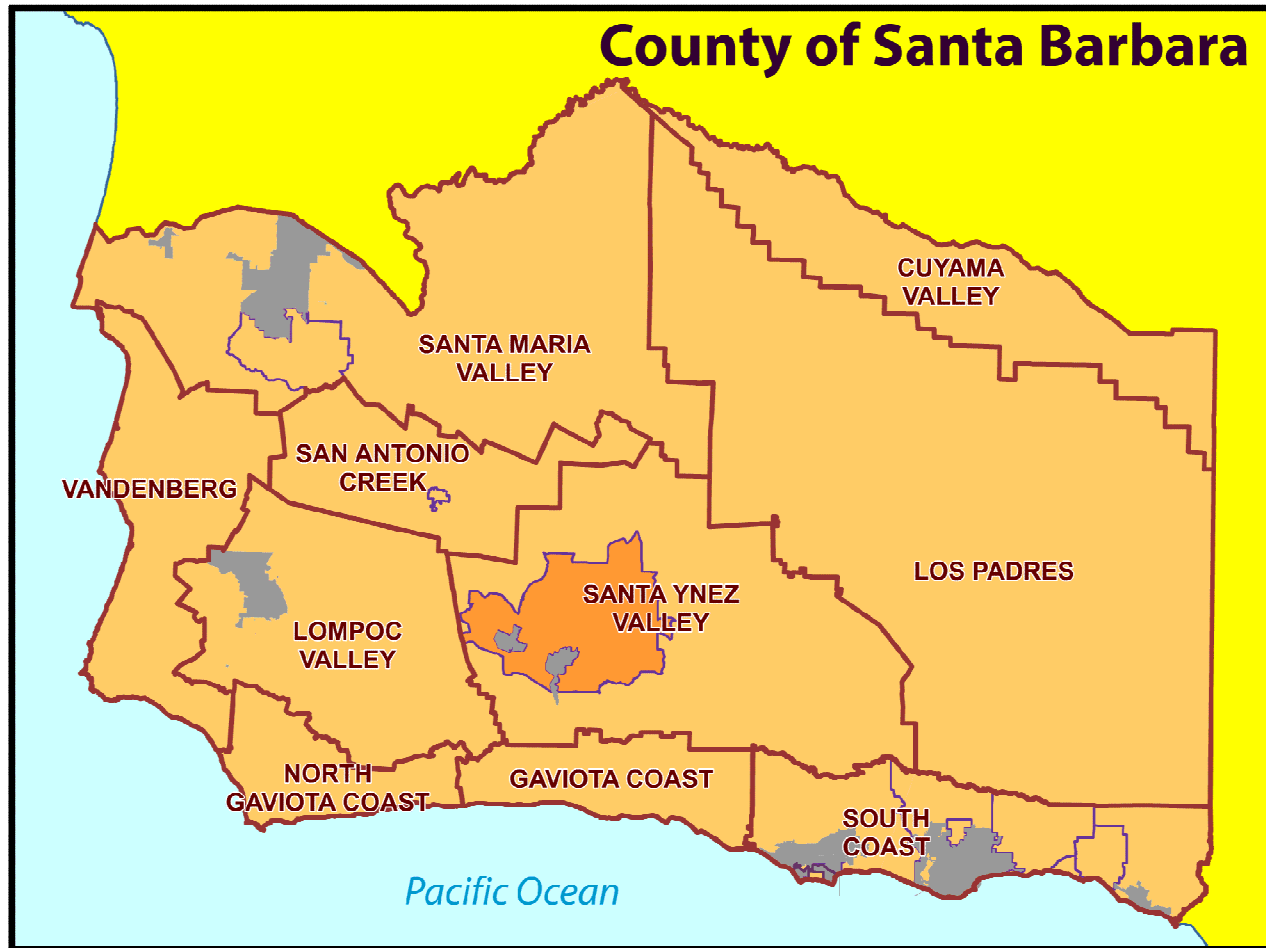 County of Santa Barbara
CUYAMA
VALLEY
SANTA MARIA
VALLEY
SAN ANTONIO
CREEK
VANDENBERG
LOS PADRES
SANTA YNEZ
VALLEY
LOMPOC
VALLEY
NORTH
GAVIOTA COAST
GAVIOTA COAST
SOUTH
COAST
Pacific Ocean